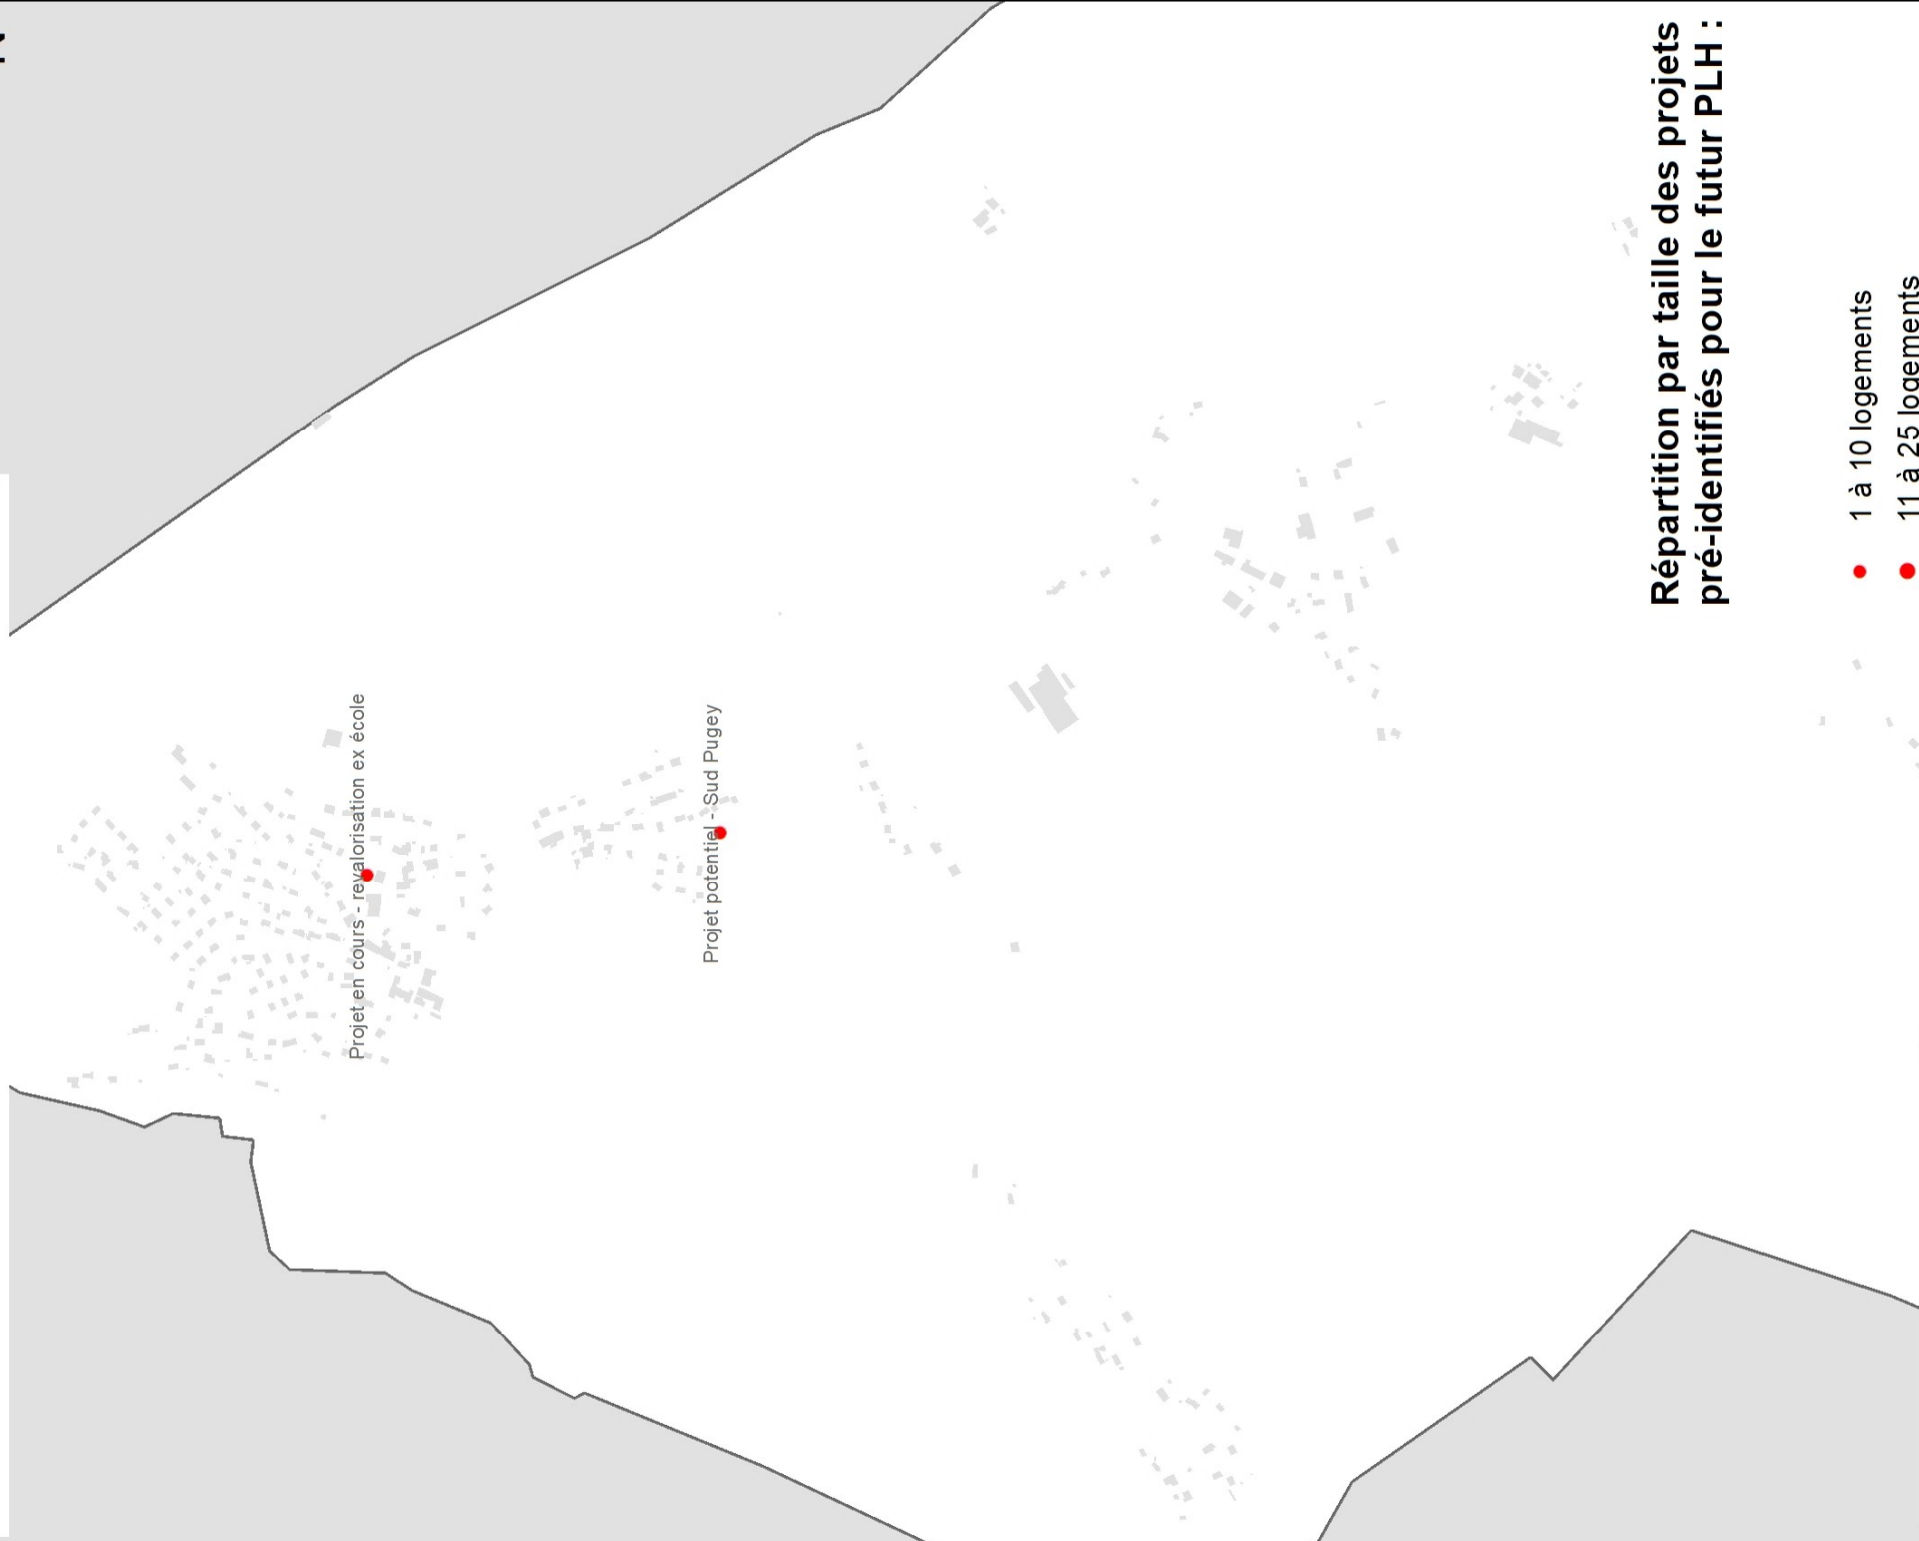 Projet en cours - revalorisation ex école
Projet potentiel - Sud Pugey
Répartition par taille des projets
pré-identifiés pour le futur PLH :
1 à 10 logements
11 à 25 logements